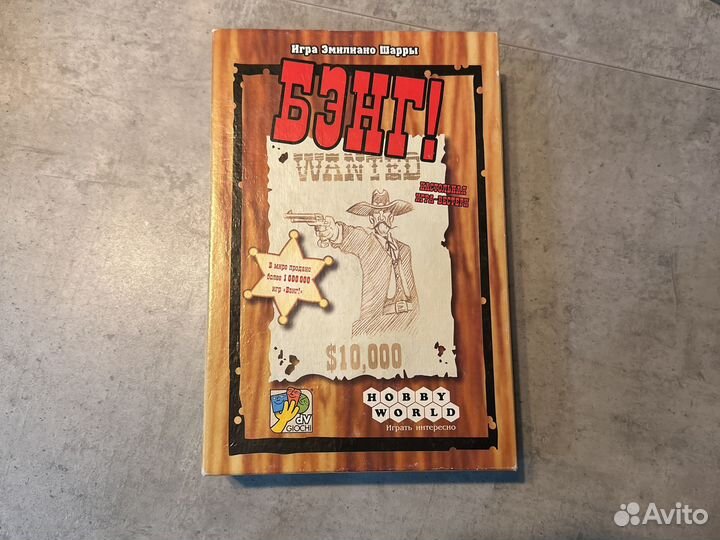 Игра Эмилиано Шарры
БЭНГ!
WANTED
НАСТОЛЬНАЯ
ИГРА-ВЕСТЕРН
В мире продано
более 1 000 000
игр «Бэнг!»
$10,000
dV
GIOCHI
HOBBY
WORLD
Играть интересно
Avito